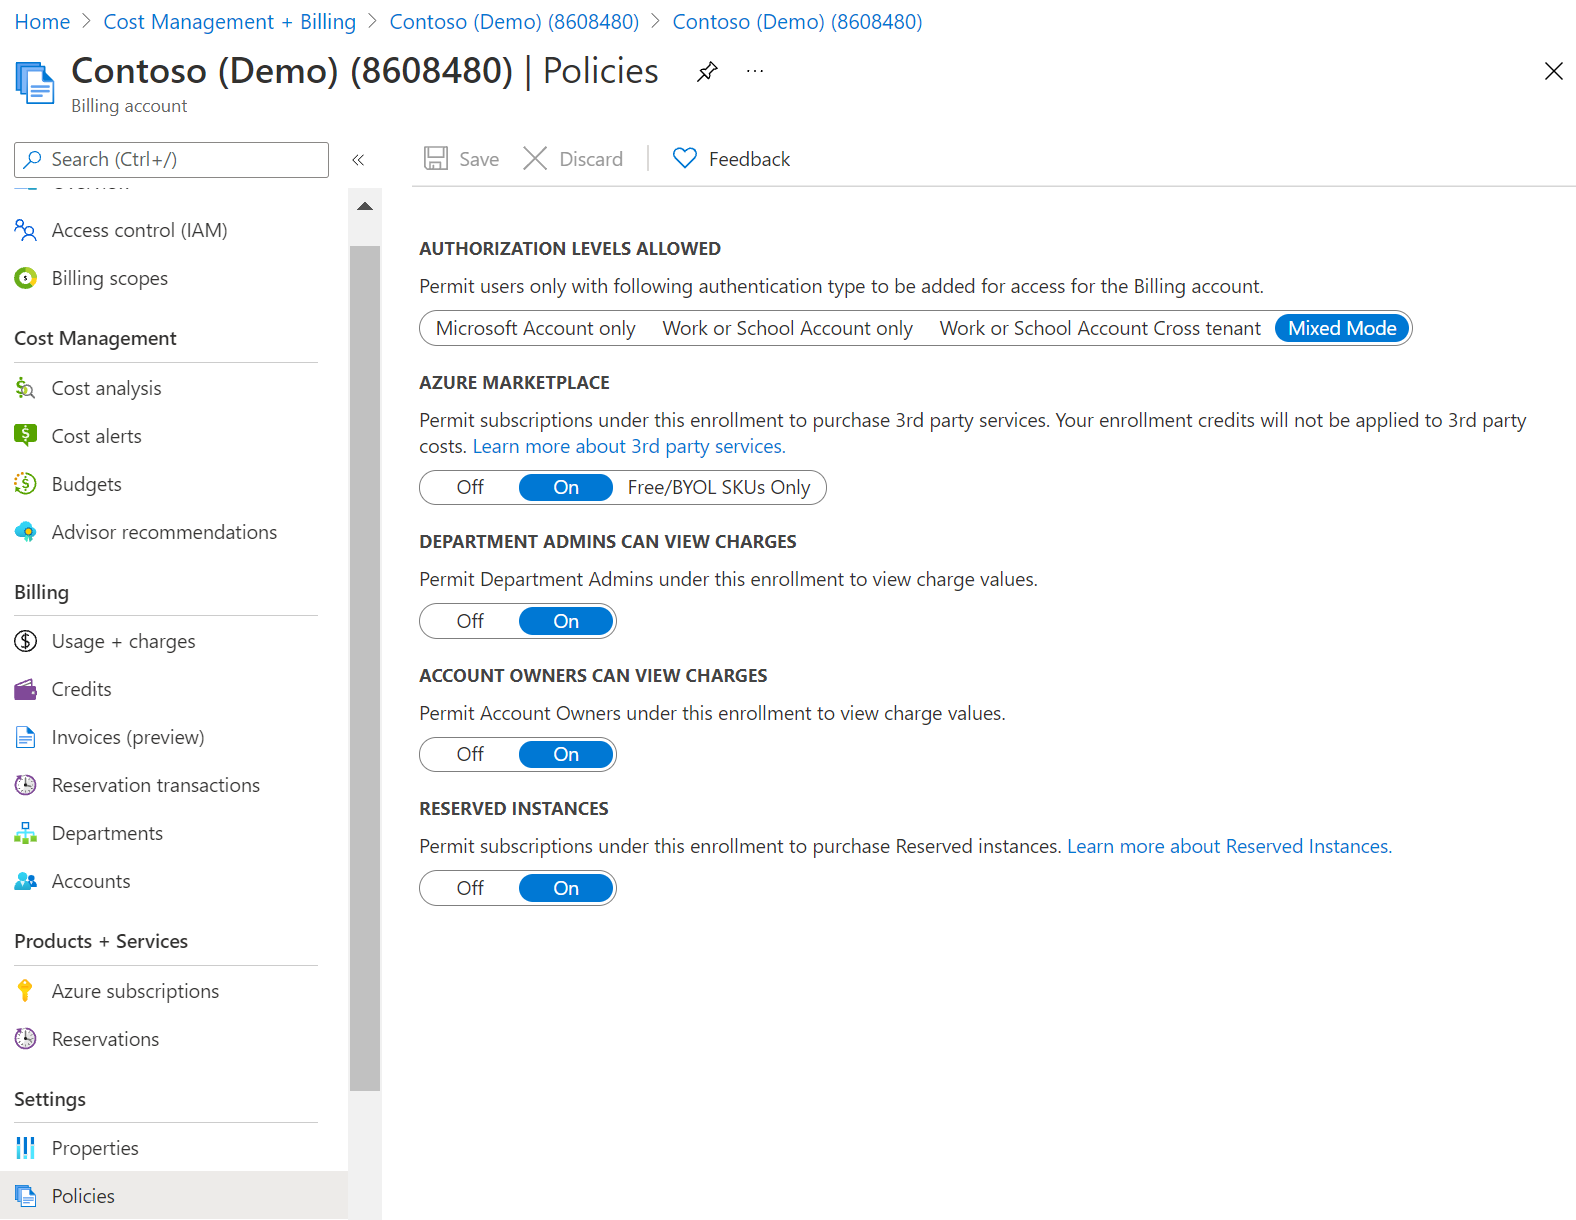 Home > Cost Management + Billing > Contoso (Demo) (8608480) > Contoso (Demo) (8608480)
Contoso (Demo) (8608480) | Policies
Billing account
Search (Ctrl+/)
Save
Discard
Feedback
Access control (IAM)
Billing scopes
Cost Management
Cost analysis
Cost alerts
Budgets
Advisor recommendations
Billing
Usage + charges
Credits
Invoices (preview)
Reservation transactions
Departments
Accounts
Products + Services
Azure subscriptions
Reservations
Settings
Properties
Policies
AUTHORIZATION LEVELS ALLOWED
Permit users only with following authentication type to be added for access for the Billing account.
Microsoft Account only Work or School Account only Work or School Account Cross tenant Mixed Mode
AZURE MARKETPLACE
Permit subscriptions under this enrollment to purchase 3rd party services. Your enrollment credits will not be applied to 3rd party
costs. Learn more about 3rd party services.
Off On Free/BYOL SKUs Only
DEPARTMENT ADMINS CAN VIEW CHARGES
Permit Department Admins under this enrollment to view charge values.
Off On
ACCOUNT OWNERS CAN VIEW CHARGES
Permit Account Owners under this enrollment to view charge values.
Off On
RESERVED INSTANCES
Permit subscriptions under this enrollment to purchase Reserved instances. Learn more about Reserved Instances.
Off On